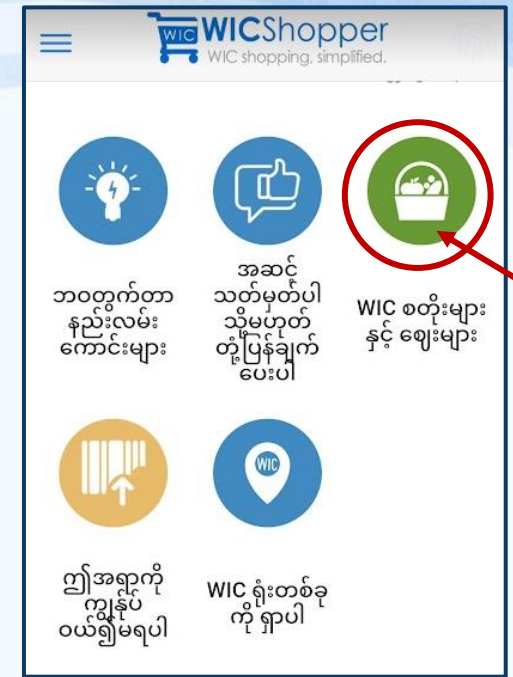 WIC WICShopper
WIC shopping, simplified.
ဘဝတွက်တာ
နည်းလမ်း
ကောင်းများ
အဆင့်
သတ်မှတ်ပါ
သို့မဟုတ်
တုံ့ပြန်ချက်
ပေးပါ
WIC စတိုးများ
နှင့် ဈေးများ
ဤအရာကို
ကျွန်ုပ်
ဝယ်၍မရပါ
WIC
WIC ရုံးတစ်ခု
ကို ရှာပါ